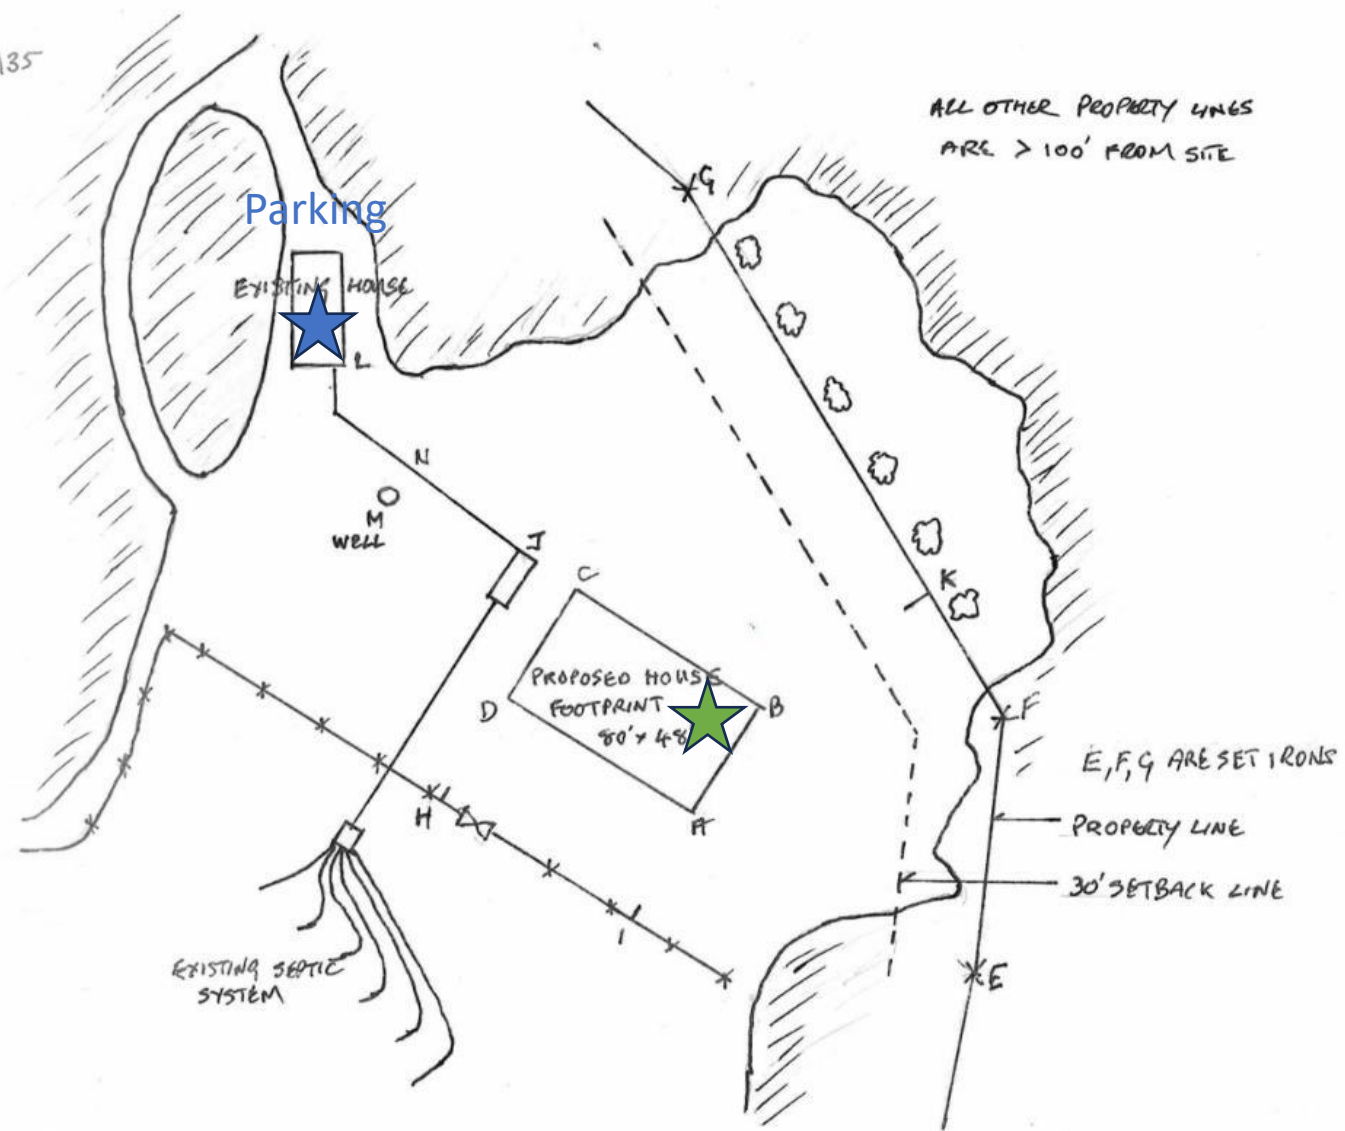 135
ALL OTHER PROPERTY LINES
ARE > 100' FROM SITE
G
Parking
EXISTING HOUSE
L
N
M
WELL
J
C
K
PROPOSED HOUSE
FOOTPRINT
80' x 48
D
B
A
F
E, F, G ARE SET IRONS
H
PROPERTY LINE
30' SETBACK LINE
I
EXISTING SEPTIC
SYSTEM
E